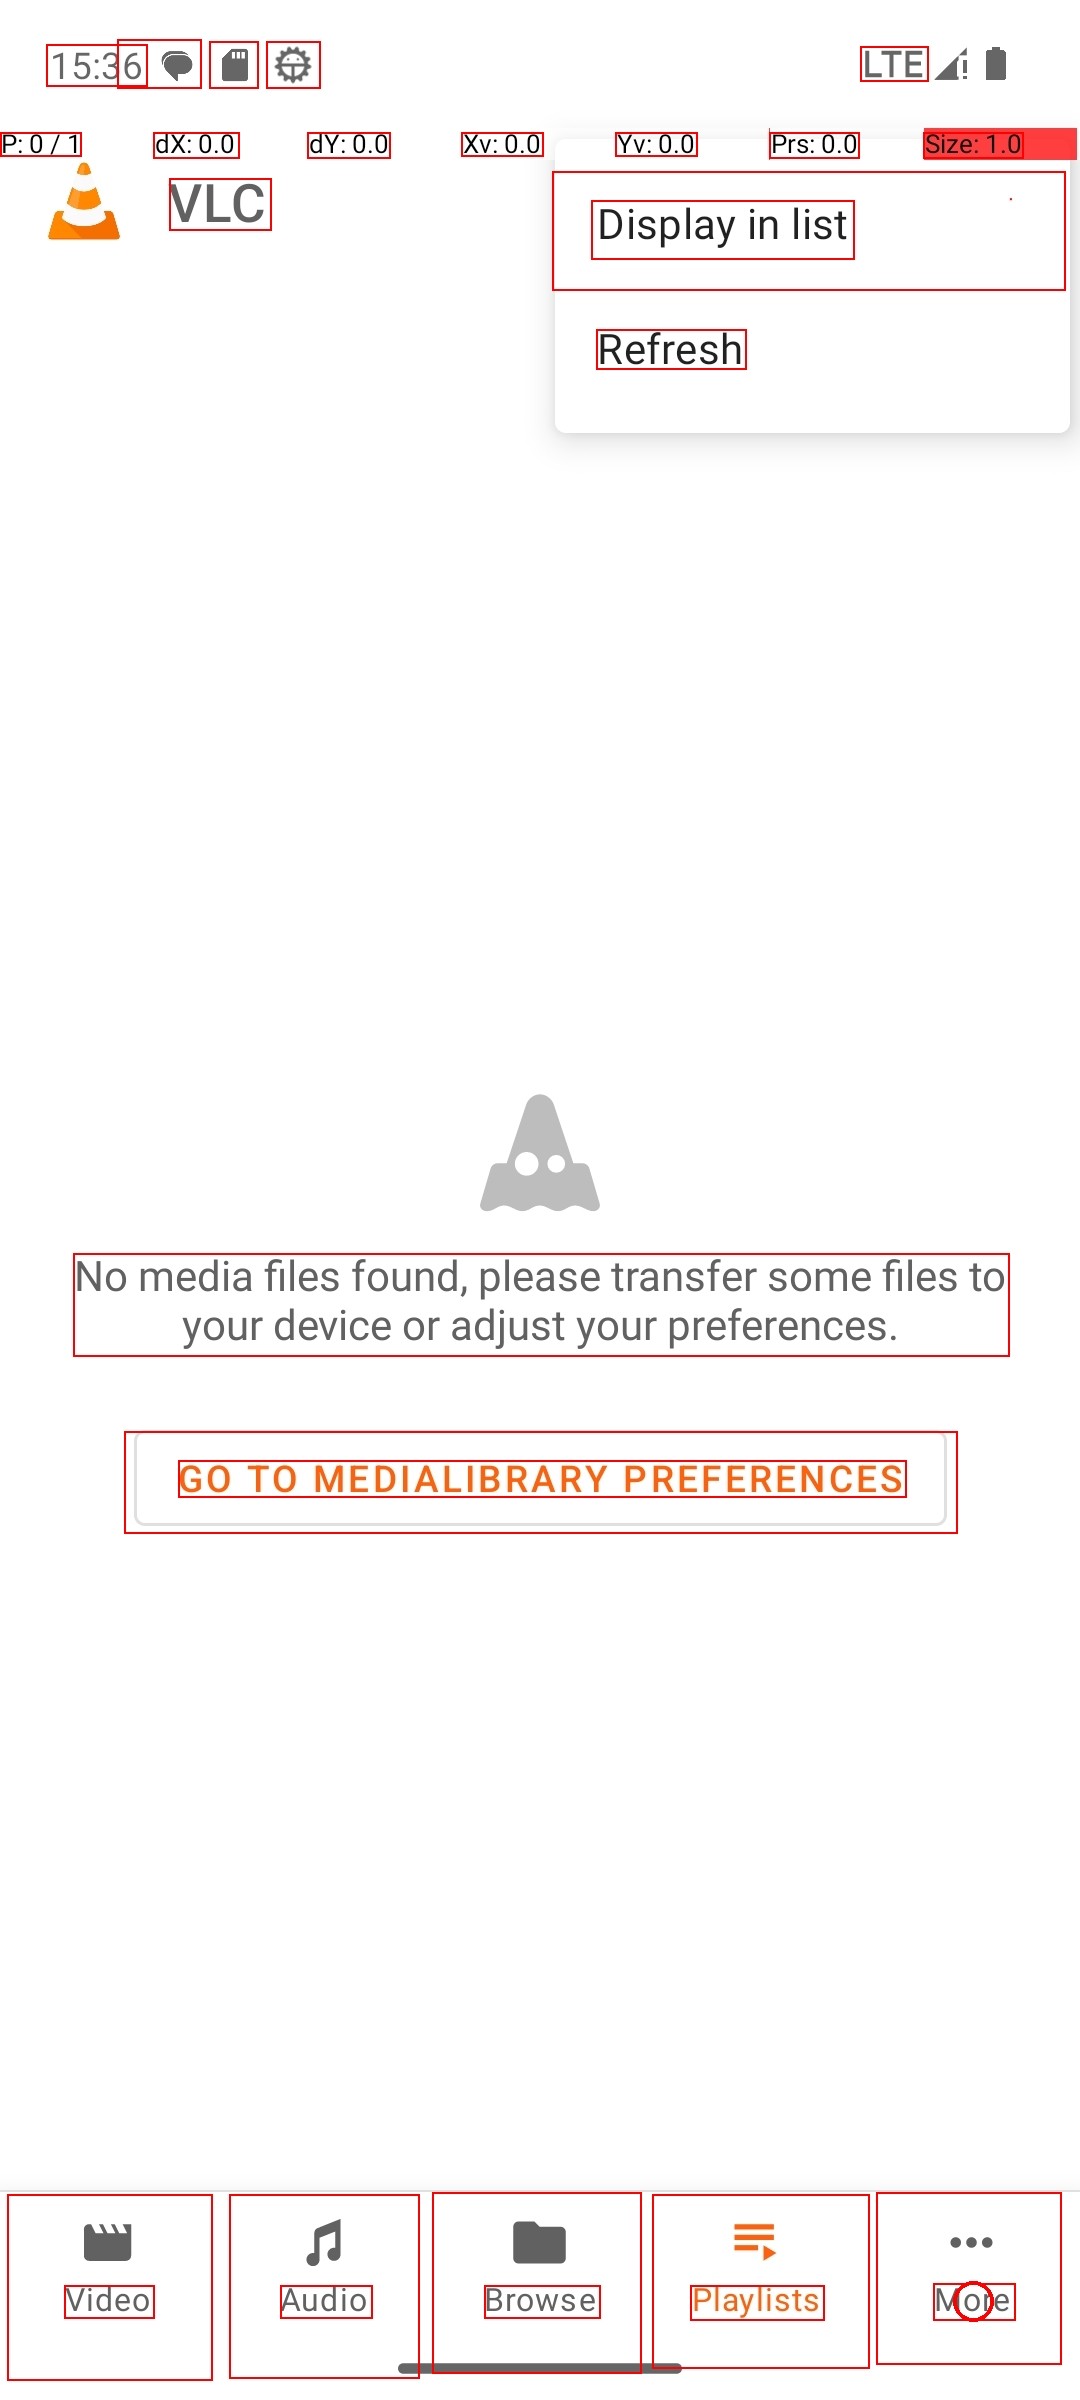 15:36
LTE
P: 0 / 1
dX: 0.0
dY: 0.0
Xv: 0.0
Yv: 0.0
Prs: 0.0
Size: 1.0
VLC
Display in list
Refresh
No media files found, please transfer some files to
your device or adjust your preferences.
GO TO MEDIALIBRARY PREFERENCES
Video
Audio
Browse
Playlists
More